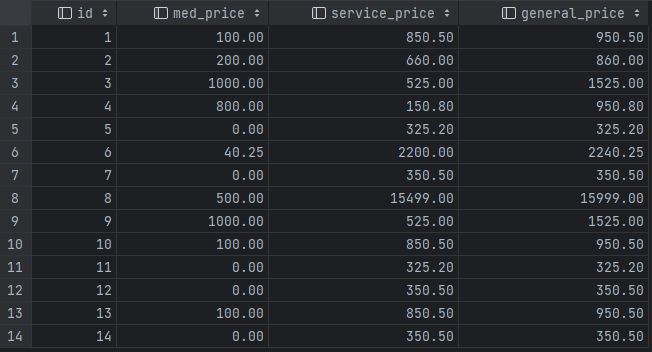 id med_price service_price general_price
1 1 100.00 850.50 950.50
2 2 200.00 660.00 860.00
3 3 1000.00 525.00 1525.00
4 4 800.00 150.80 950.80
5 5 0.00 325.20 325.20
6 6 40.25 2200.00 2240.25
7 7 0.00 350.50 350.50
8 8 500.00 15499.00 15999.00
9 9 1000.00 525.00 1525.00
10 10 100.00 850.50 950.50
11 11 0.00 325.20 325.20
12 12 0.00 350.50 350.50
13 13 100.00 850.50 950.50
14 14 0.00 350.50 350.50